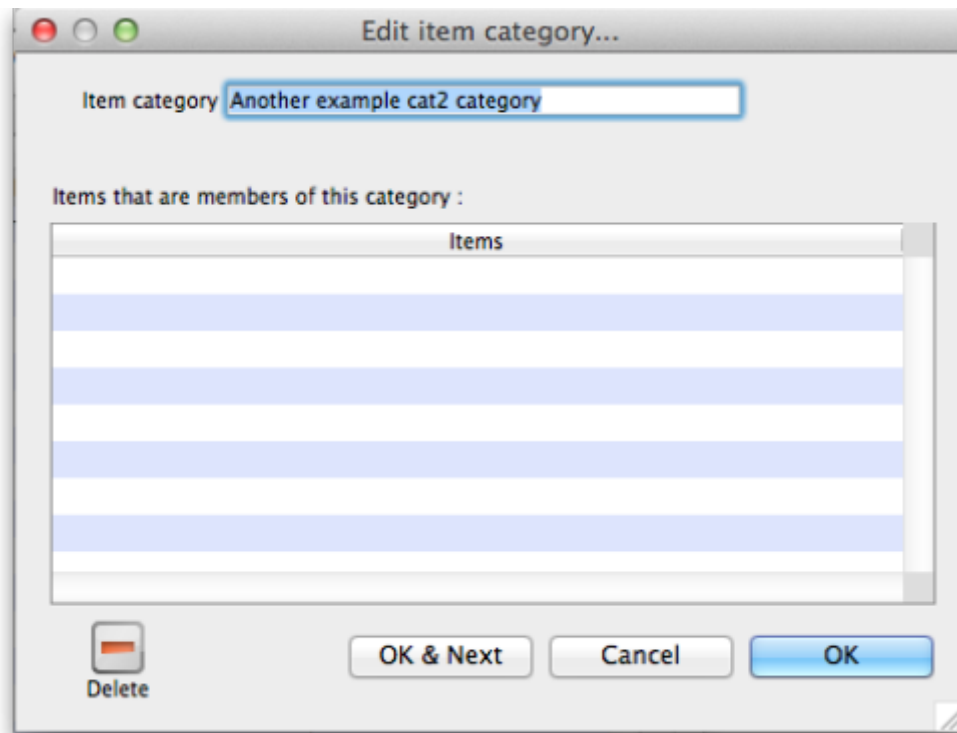 Edit item category...
Item category Another example cat2 category
Items that are members of this category :
Items
OK & Next Cancel OK
Delete